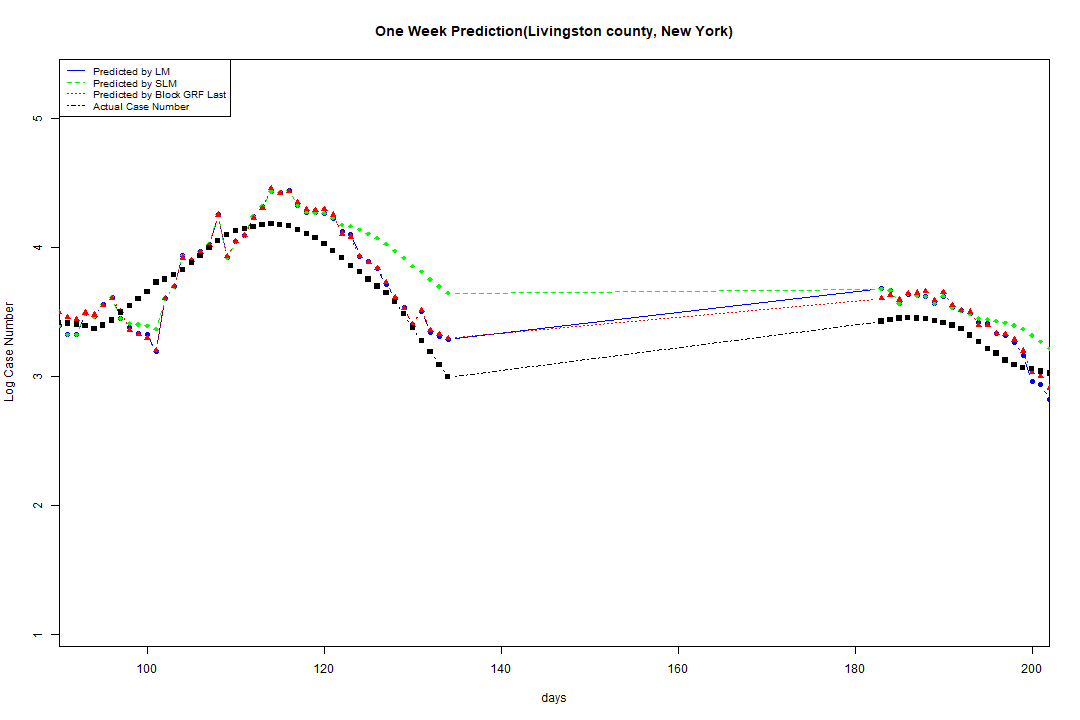 One Week Prediction(Livingston county, New York)
Predicted by LM
Predicted by SLM
Predicted by Block GRF Last
Actual Case Number
5
4
3
2
1
Log Case Number
100 120 140 160 180 200
days